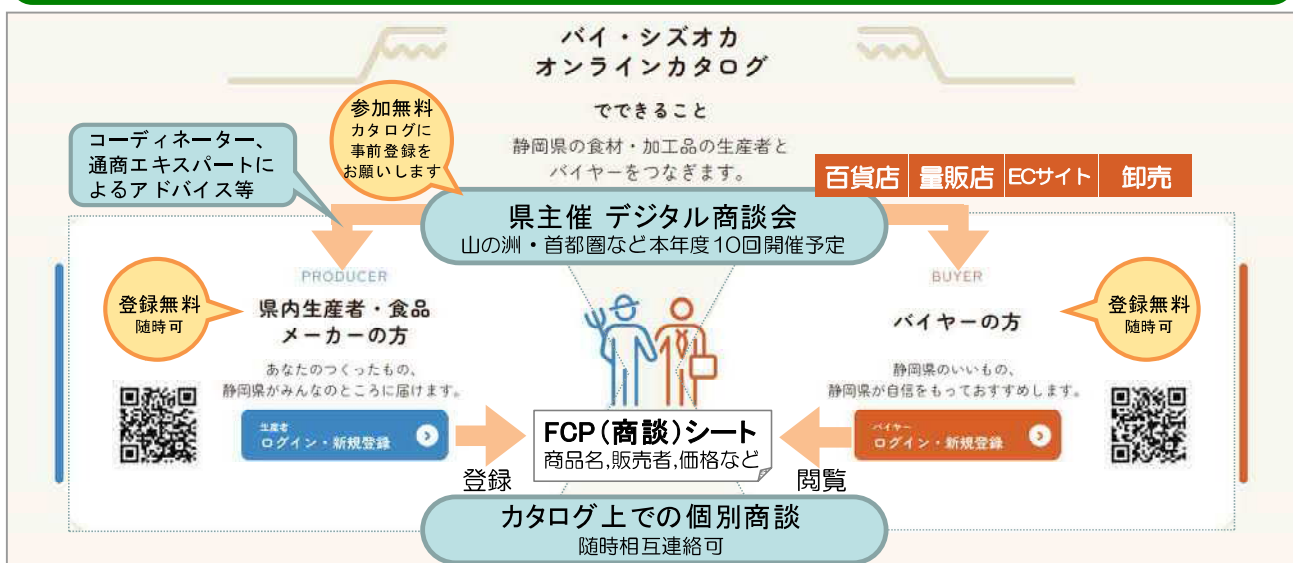 バイ・シズオカ
オンラインカタログ
でできること
静岡県の食材・加工品の生産者と
バイヤーをつなぎます。
参加無料
カタログに
事前登録を
お願いします
コーディネーター、
通商エキスパートに
よるアドバイス等
百貨店
量販店
ECサイト
卸売
県主催 デジタル商談会
山の洲・首都圏など本年度10回開催予定
PRODUCER
県内生産者・食品
メーカーの方
登録無料
随時可
あなたのつくったもの、
静岡県がみんなのところに届けます。
生産者
ログイン・新規登録
登録
BUYER
バイヤーの方
登録無料
随時可
静岡県のいいもの、
静岡県が自信をもっておすすめします。
バイヤー
ログイン・新規登録
閲覧
FCP(商談)シート
商品名,販売者,価格など
カタログ上での個別商談
随時相互連絡可